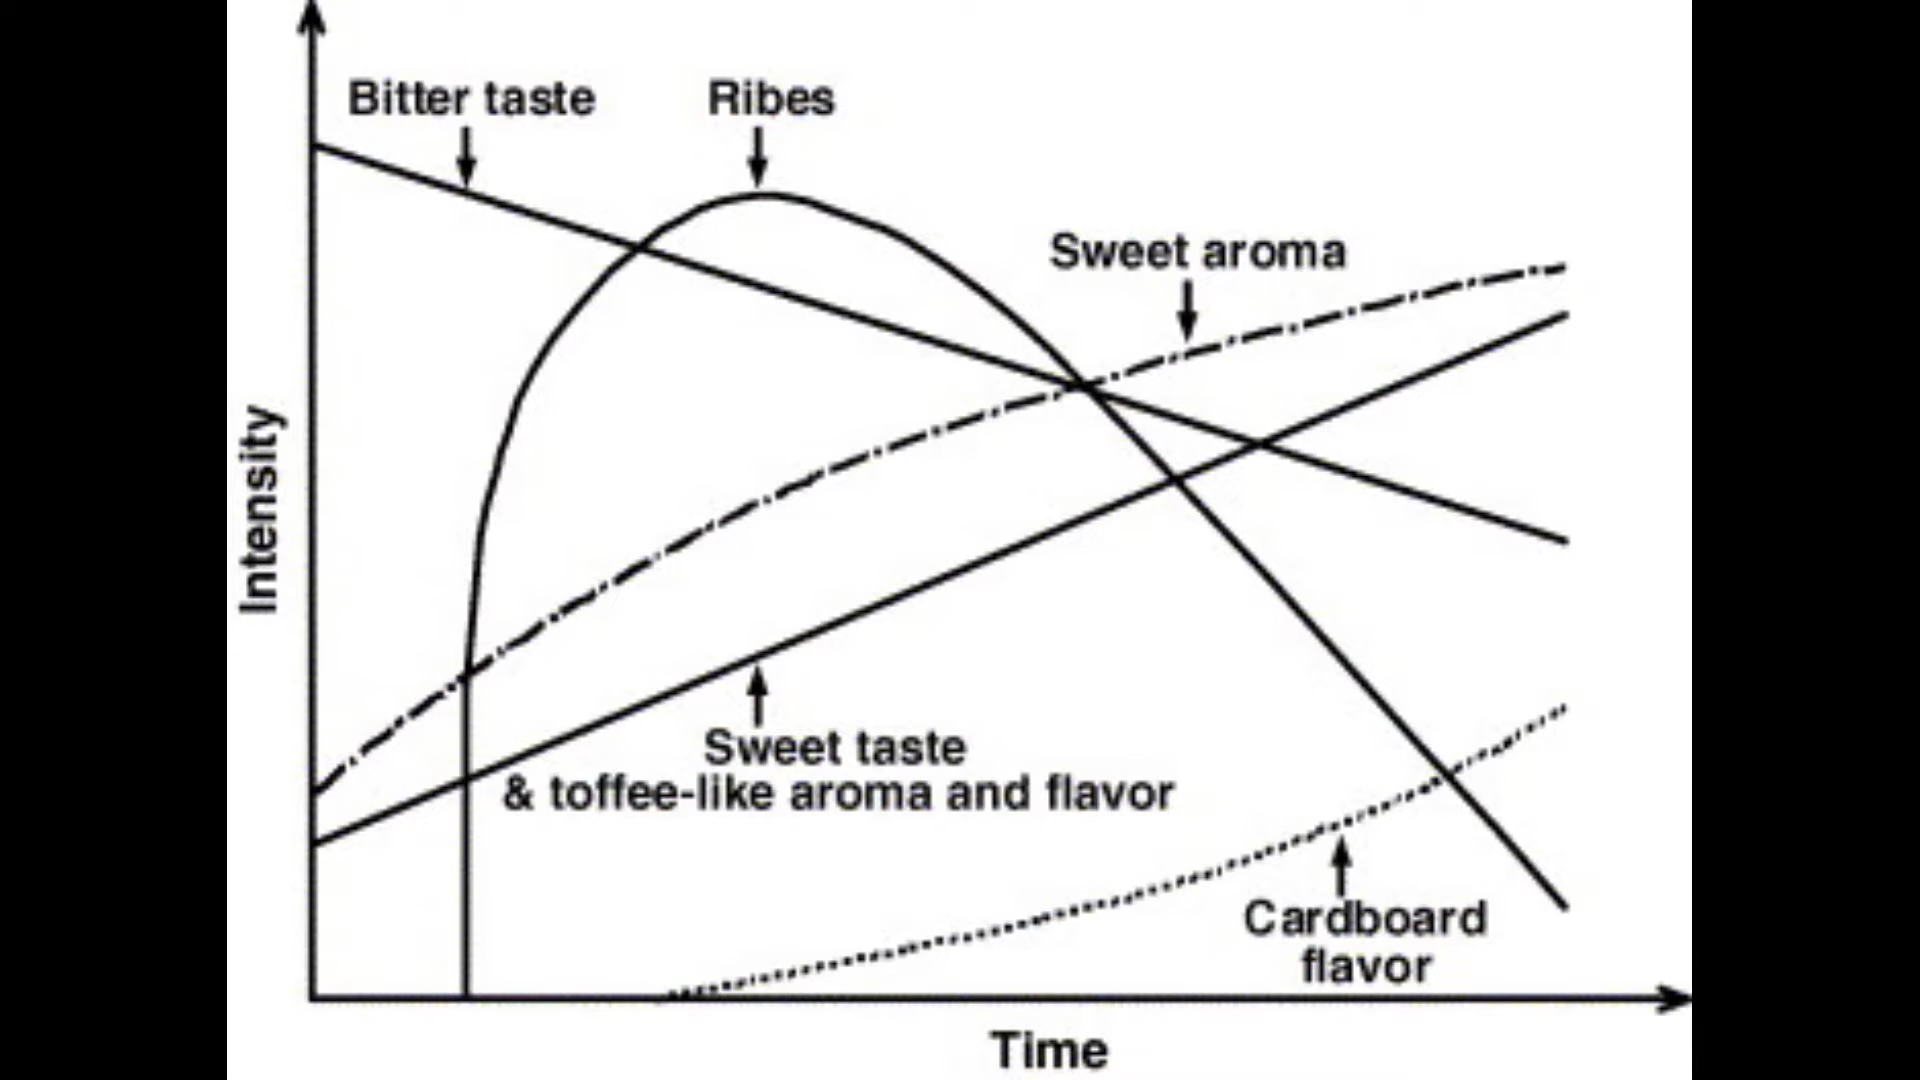 Bitter taste
Ribes
Sweet aroma
Intensity
Sweet taste
& toffee-like aroma and flavor
Cardboard
flavor
Time